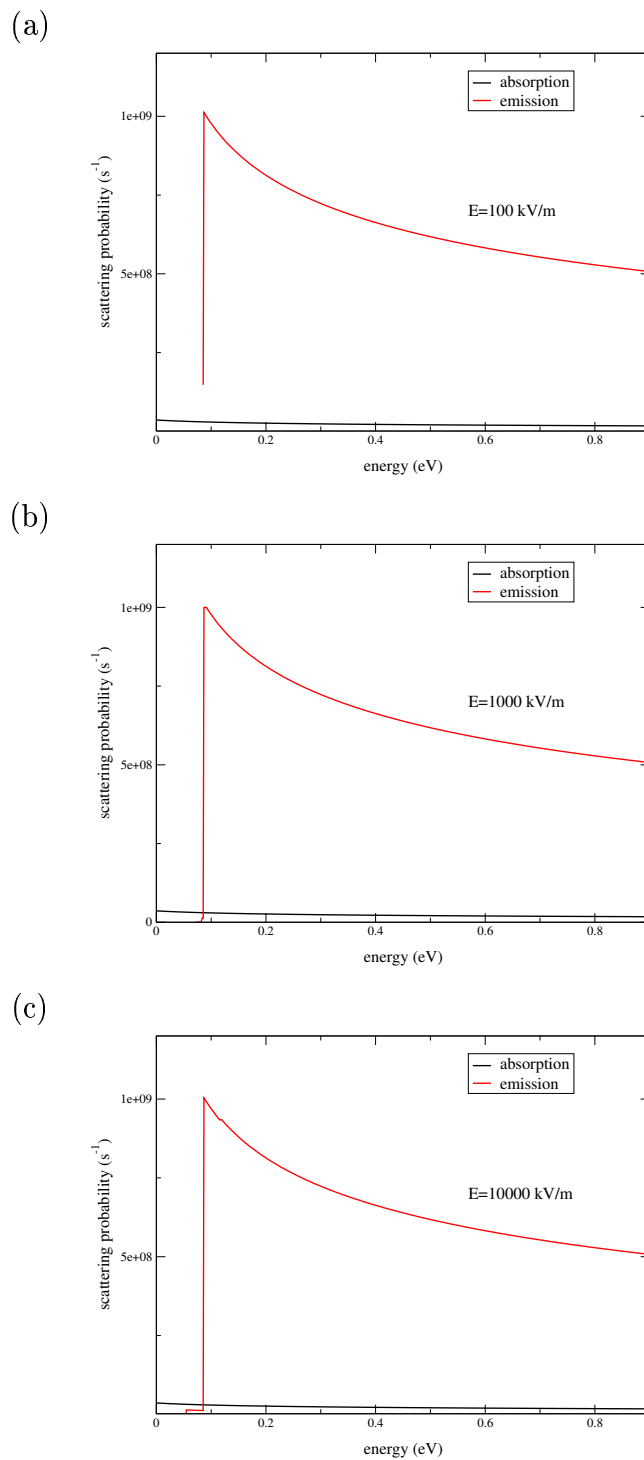 (a)
absorption
emission
1e+09
E=100 kV/m
5e+08
scattering probability (s-1)
0 0.2 0.4 0.6 0.8
energy (eV)
(b)
absorption
emission
1e+09
E=1000 kV/m
5e+08
scattering probability (s-1)
0
0 0.2 0.4 0.6 0.8
energy (eV)
(c)
absorption
emission
1e+09
E=10000 kV/m
5e+08
scattering probability (s-1)
0 0.2 0.4 0.6 0.8
energy (eV)